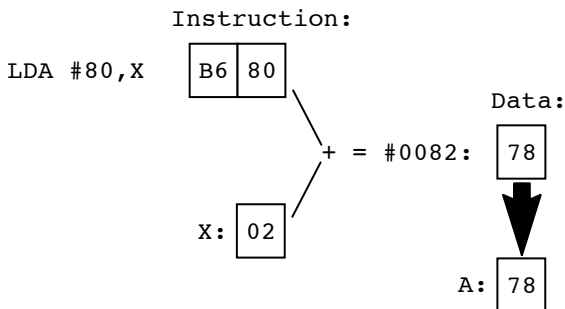 Instruction:
LDA #80,X B6 80
Data:
+ = #0082: 78
X: 02
A: 78